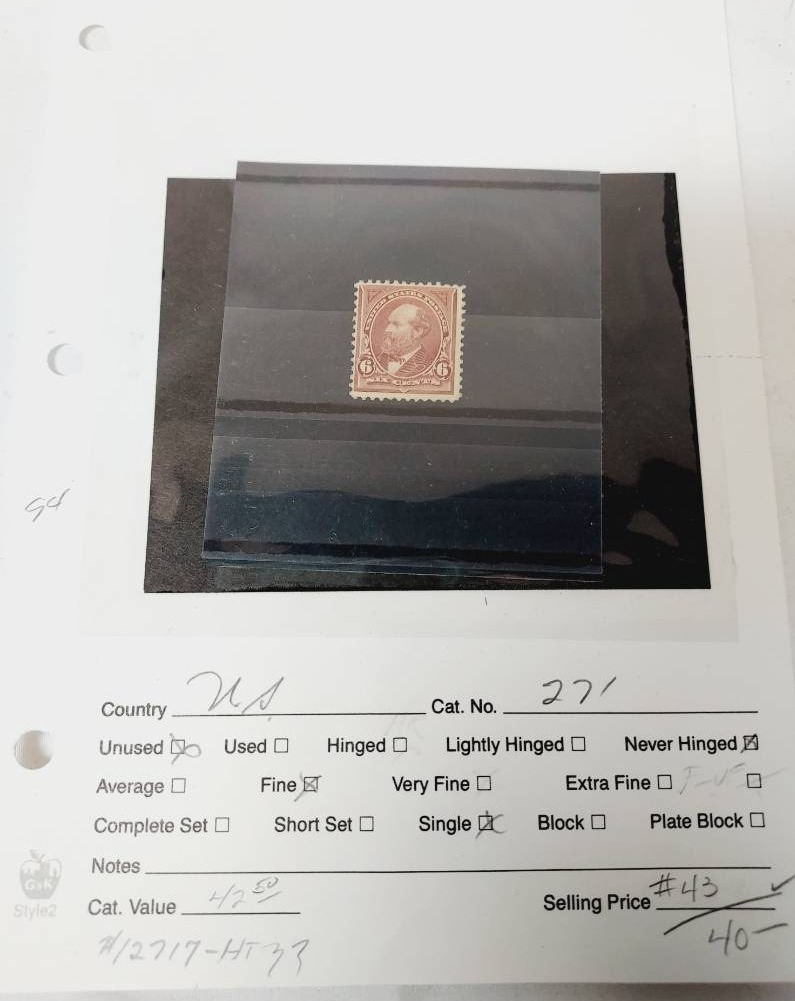 UNITED STATES POSTAGE
6 6
94
Country US Cat. No. 271
Unused Used Hinged Lightly Hinged Never Hinged
Average Fine Very Fine Extra Fine F-VF
Complete Set Short Set Single Block Plate Block
Notes
G&K
Style2
Cat. Value 42 50 Selling Price #43
40-
#12717-HT33